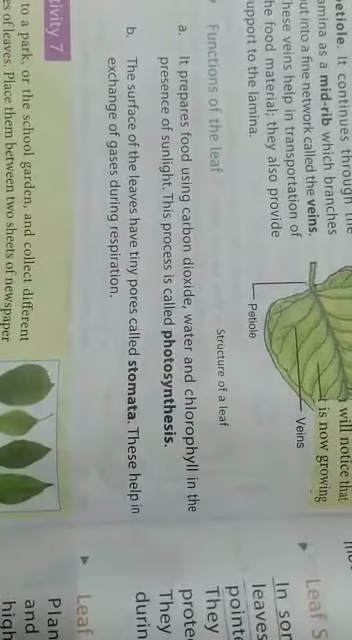 petiole. It continues through the
lamina as a mid-rib which branches
out into a fine network called the veins.
These veins help in transportation of
the food material; they also provide
support to the lamina.
Petiole
Veins
Structure of a leaf
will notice that
is now growing
Functions of the leaf
a. It prepares food using carbon dioxide, water and chlorophyll in the
presence of sunlight. This process is called photosynthesis.
b. The surface of the leaves have tiny pores called stomata. These help in
exchange of gases during respiration.
tivity 7
to a park, or the school garden, and collect different
es of leaves. Place them between two sheets of newspaper
Leaf S
In sor
leaves
pointe
They
prote
They
durin
Leaf
Plan
and
high